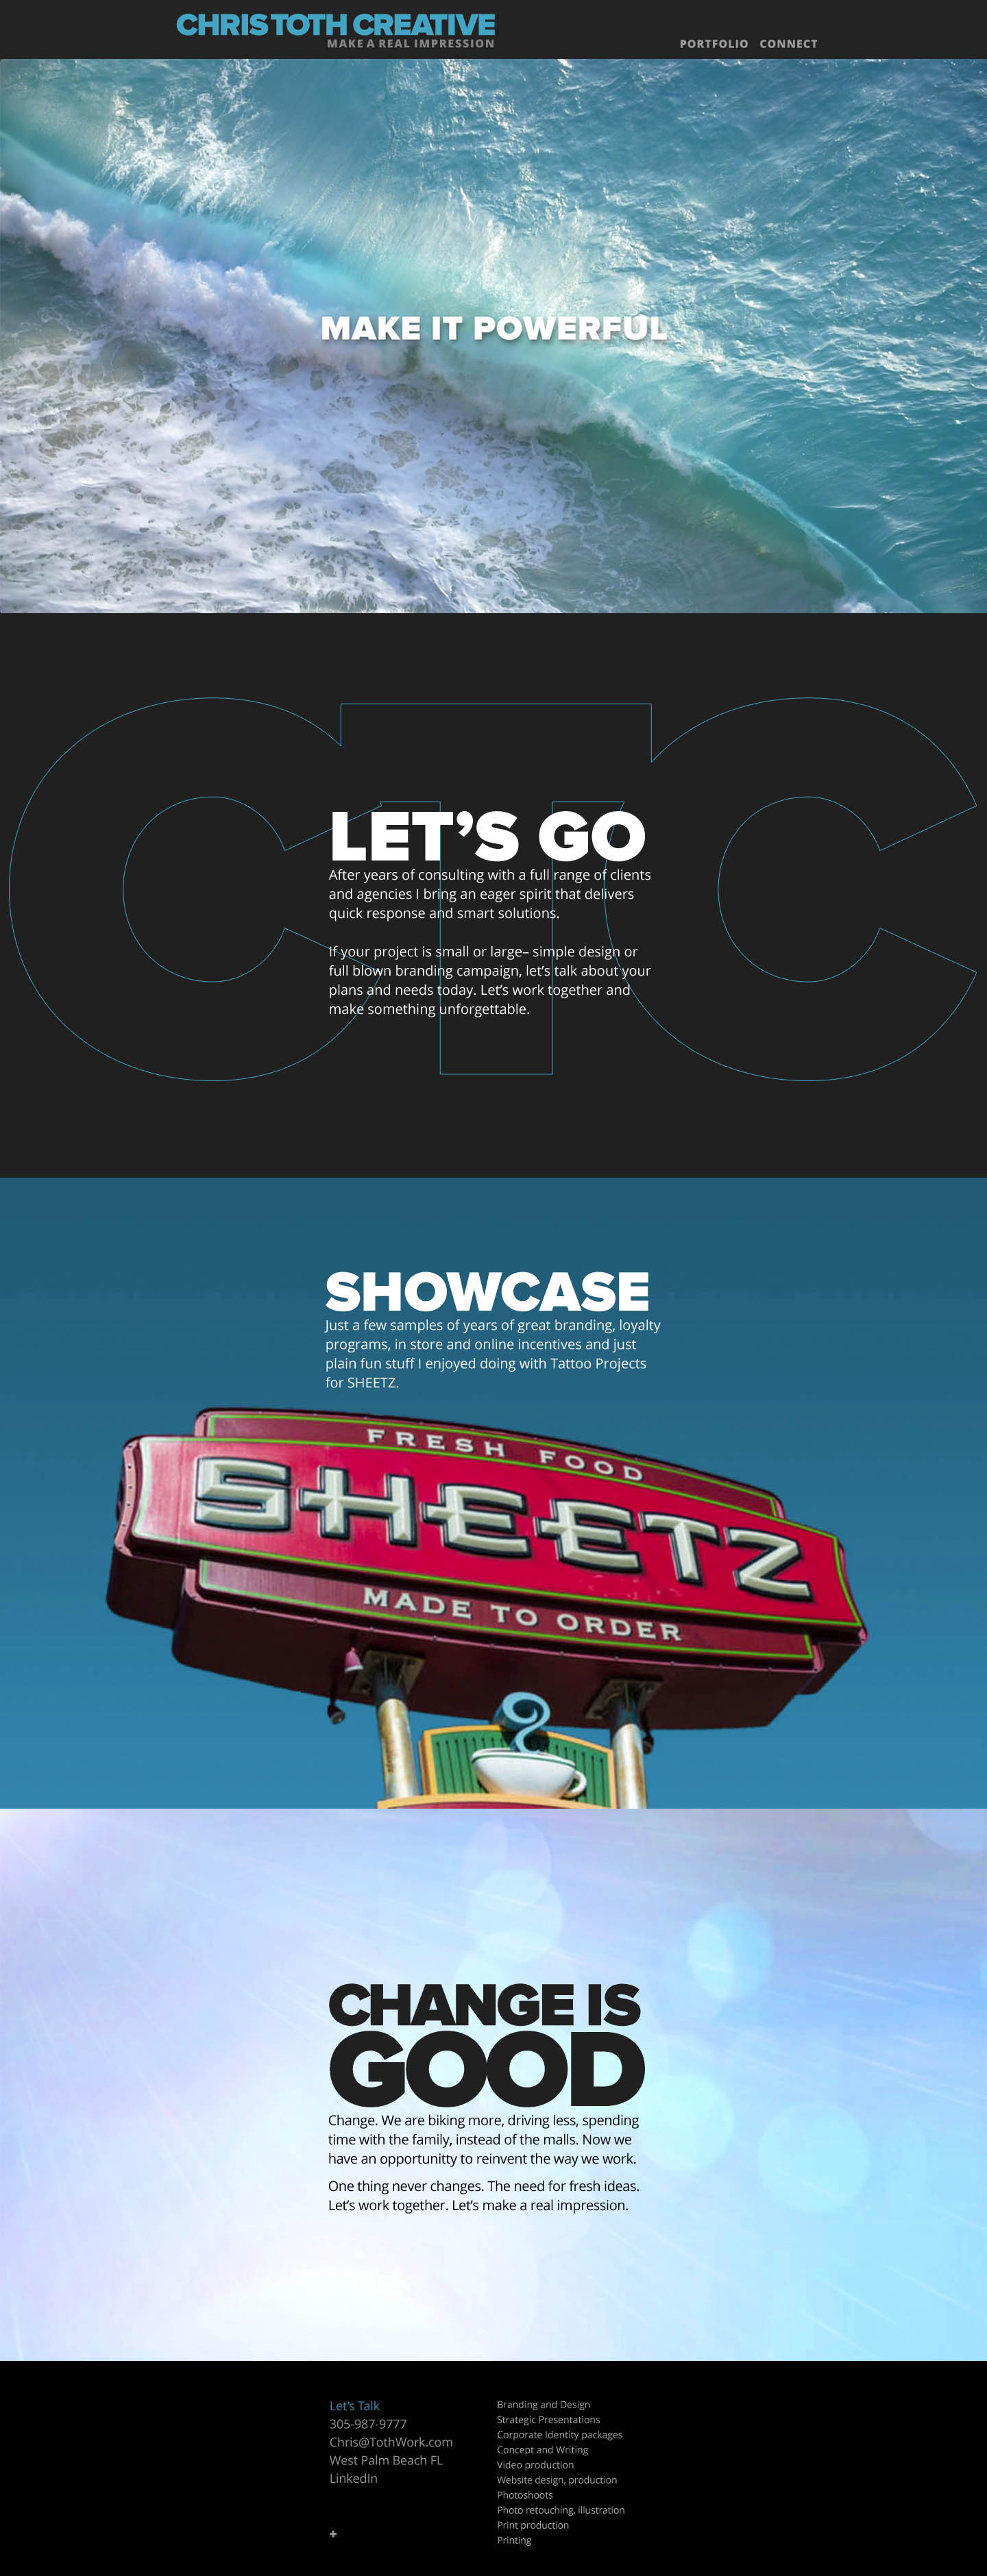 CHRIS TOTH CREATIVE
MAKE A REAL IMPRESSION
PORTFOLIO CONNECT
MAKE IT POWERFUL
CTC
LET'S GO
After years of consulting with a full range of clients
and agencies I bring an eager spirit that delivers
quick response and smart solutions.
If your project is small or large– simple design or
full blown branding campaign, let's talk about your
plans and needs today. Let's work together and
make something unforgettable.
SHOWCASE
Just a few samples of years of great branding, loyalty
programs, in store and online incentives and just
plain fun stuff I enjoyed doing with Tattoo Projects
for SHEETZ.
FRESH FOOD
SHEETZ
MADE TO ORDER
CHANGE IS
GOOD
Change. We are biking more, driving less, spending
time with the family, instead of the malls. Now we
have an opportunitty to reinvent the way we work.
One thing never changes. The need for fresh ideas.
Let's work together. Let's make a real impression.
Let's Talk
305-987-9777
Chris@TothWork.com
West Palm Beach FL
LinkedIn
+
Branding and Design
Strategic Presentations
Corporate Identity packages
Concept and Writing
Video production
Website design, production
Photoshoots
Photo retouching, illustration
Print production
Printing